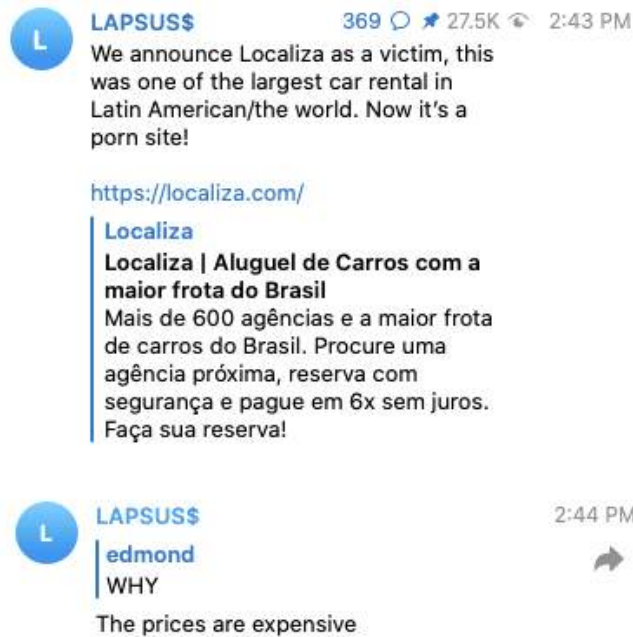 L
LAPSUS$ 369 27.5K 2:43 PM
We announce Localiza as a victim, this
was one of the largest car rental in
Latin American/the world. Now it's a
porn site!
https://localiza.com/
Localiza
Localiza | Aluguel de Carros com a
maior frota do Brasil
Mais de 600 agências e a maior frota
de carros do Brasil. Procure uma
agência próxima, reserva com
segurança e pague em 6x sem juros.
Faça sua reserva!
L
LAPSUS$ 2:44 PM
edmond
WHY
The prices are expensive